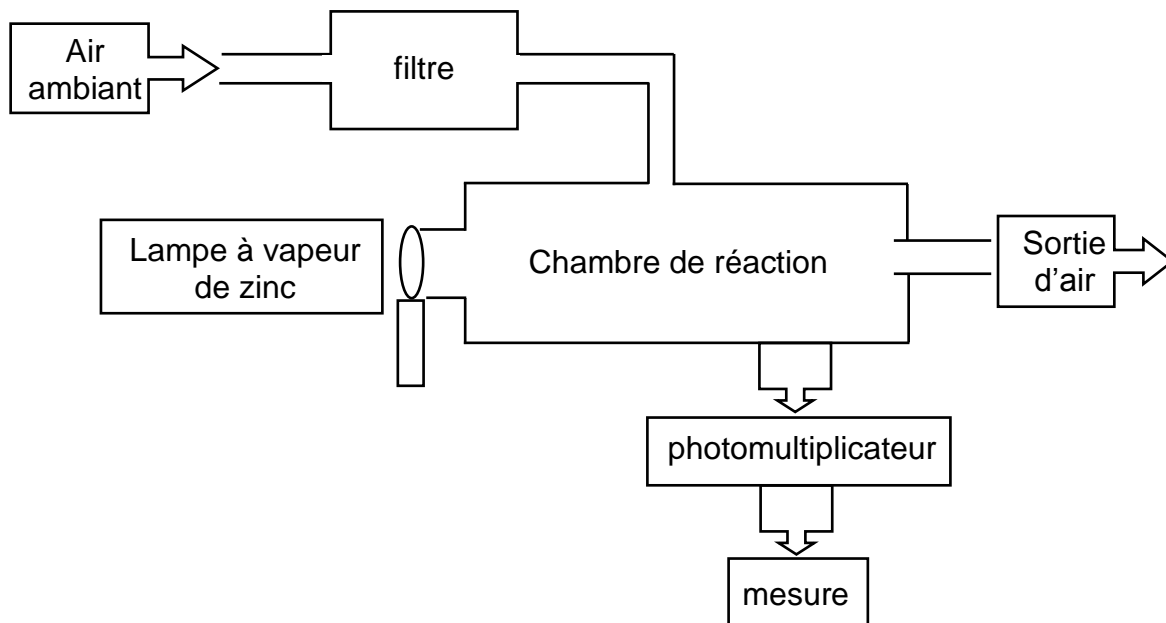 Air
ambiant
filtre
Lampe à vapeur
de zinc
Chambre de réaction
Sortie
d’air
photomultiplicateur
mesure